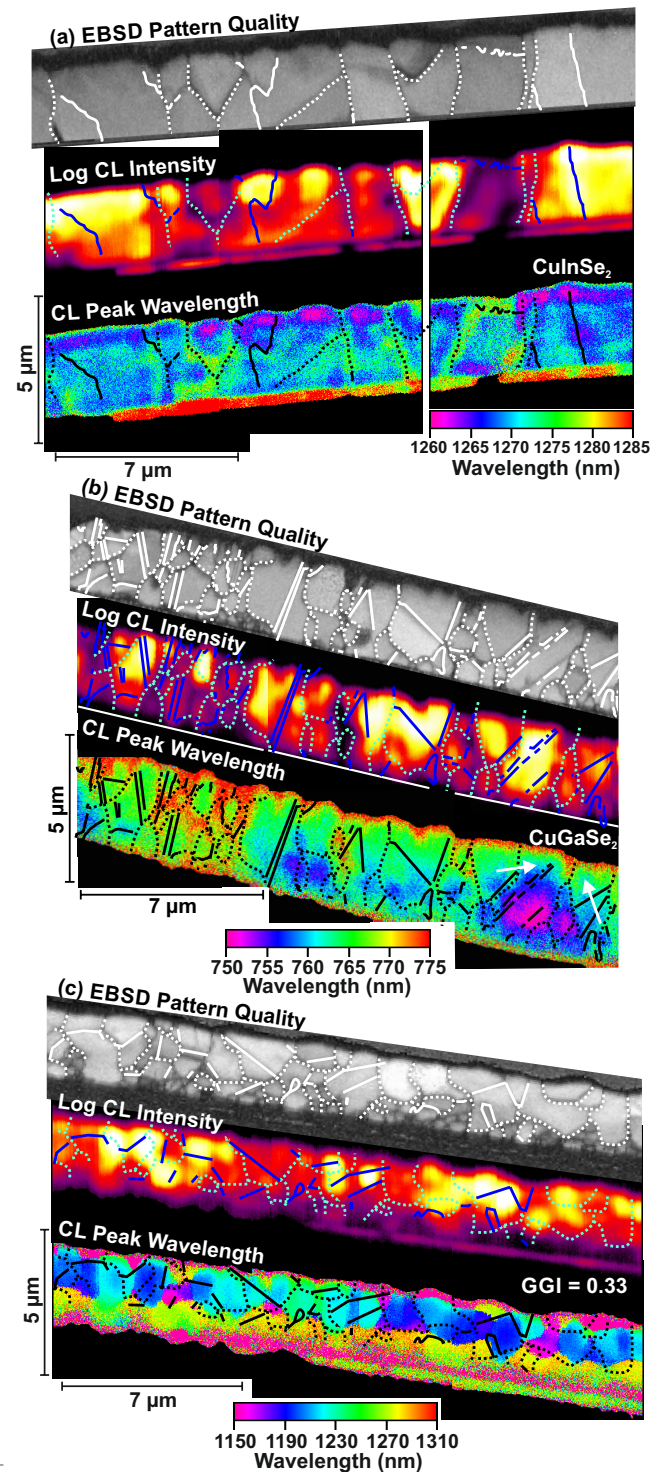 (a) EBSD Pattern Quality
Log CL Intensity
CuInSe₂
CL Peak Wavelength
5 µm
7 µm
1260 1265 1270 1275 1280 1285
Wavelength (nm)
(b) EBSD Pattern Quality
Log CL Intensity
CL Peak Wavelength
5 µm
CuGaSe₂
7 µm
750 755 760 765 770 775
Wavelength (nm)
(c) EBSD Pattern Quality
Log CL Intensity
CL Peak Wavelength
GGI = 0.33
5 µm
7 µm
1150 1190 1230 1270 1310
Wavelength (nm)